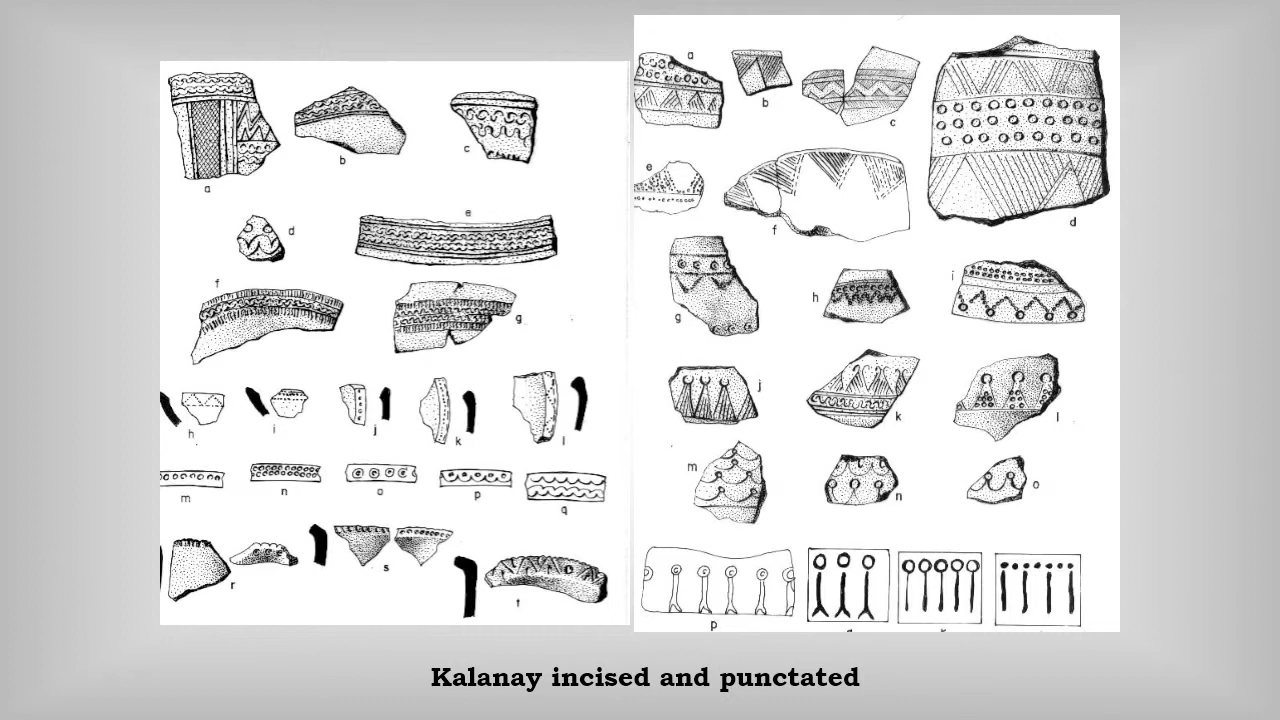 a
b
c
d
e
f
g
h
i
j
k
l
m
n
o
p
q
r
s
t
a
b
c
d
e
f
g
h
i
j
k
l
m
n
o
p
Kalanay incised and punctated